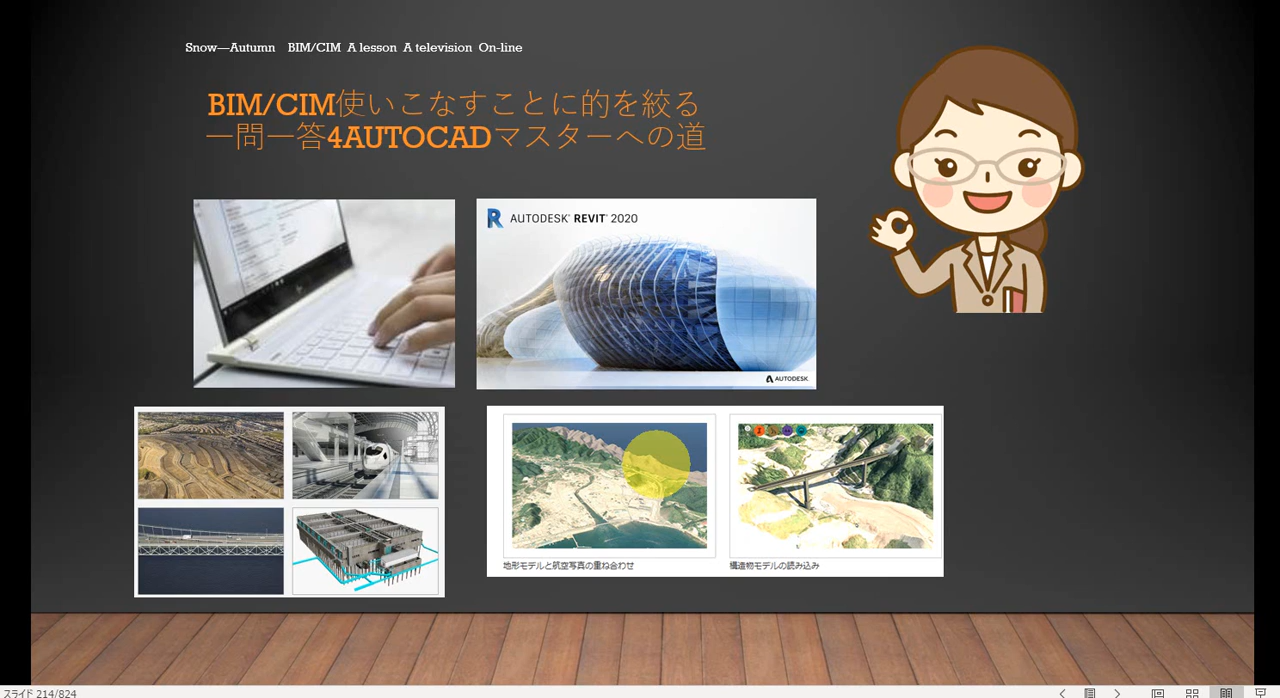 Snow—Autumn BIM/CIM A lesson A television On-line
BIM/CIM使いこなすことに的を絞る
一問一答4AUTOCADマスターへの道
AUTODESK® REVIT® 2020
AUTODESK.
地形モデルと航空写真の重ね合わせ
構造物モデルの読み込み
スライド 214/824